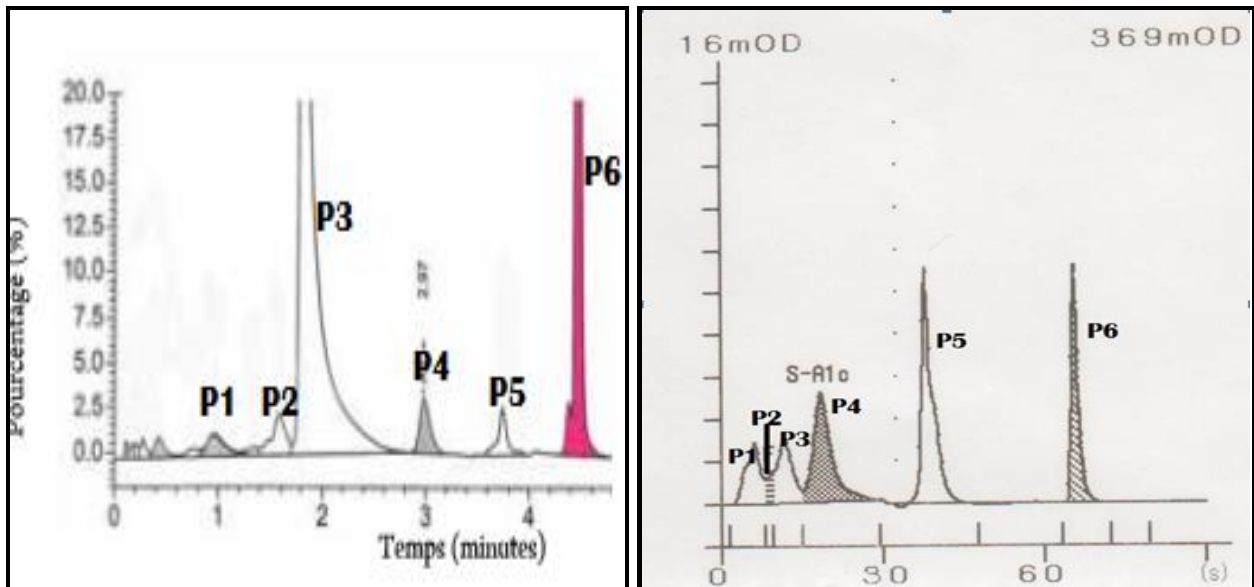 20.0
17.5
15.0
12.5
10.0
7.5
5.0
2.5
0.0
Pourcentage (%)
P1
P2
P3
2.97
P4
P5
P6
0 1 2 3 4
Temps (minutes)
16mOD 369mOD
S-A1c
P1
P2
P3
P4
P5
P6
0 30 60 (s)